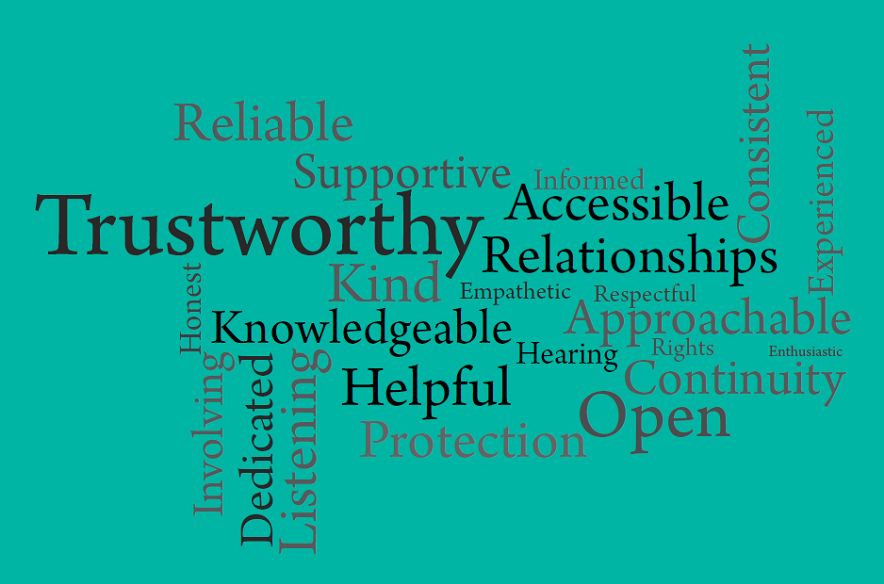 Reliable
Consistent
Experienced
Supportive
Informed
Accessible
Trustworthy
Relationships
Kind
Empathetic
Respectful
Honest
Knowledgeable
Approachable
Hearing
Rights
Enthusiastic
Involving
Dedicated
Listening
Helpful
Continuity
Open
Protection